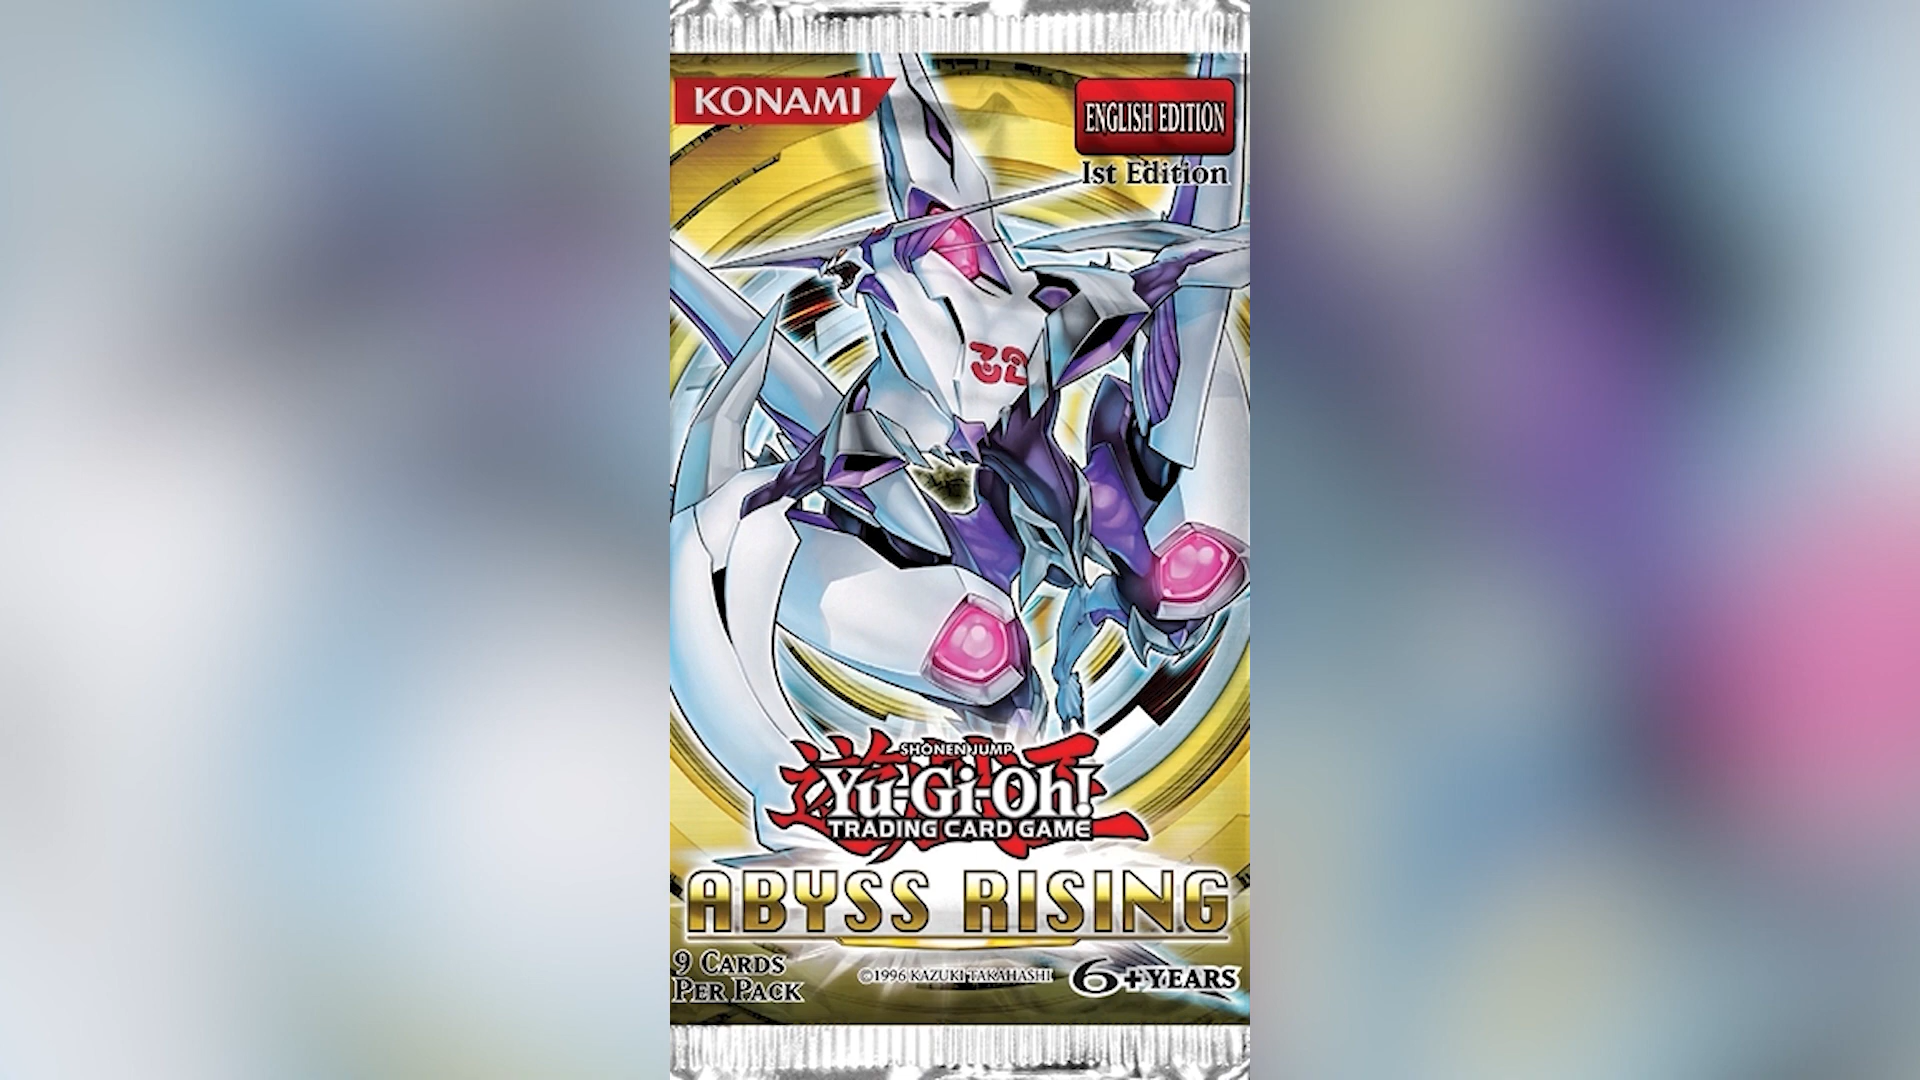 KONAMI
ENGLISH EDITION
1st Edition
32
SHONEN JUMP
Yu-Gi-Oh!
TRADING CARD GAME
ABYSS RISING
9 CARDS
PER PACK
©1996 KAZUKI TAKAHASHI
6+YEARS